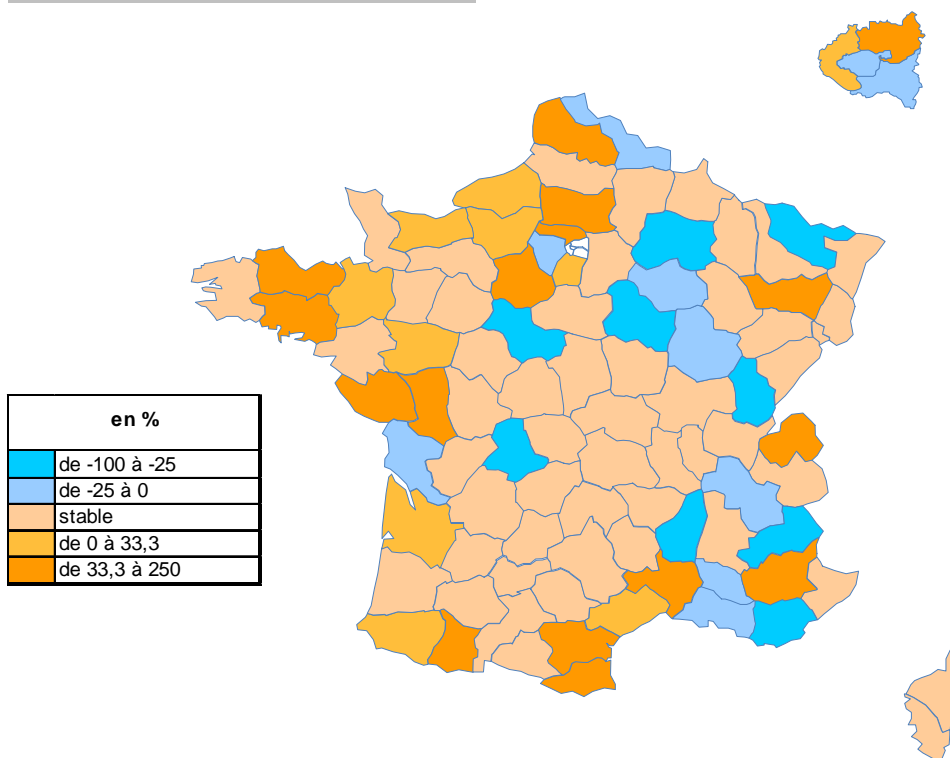 en %
de -100 à -25
de -25 à 0
stable
de 0 à 33,3
de 33,3 à 250